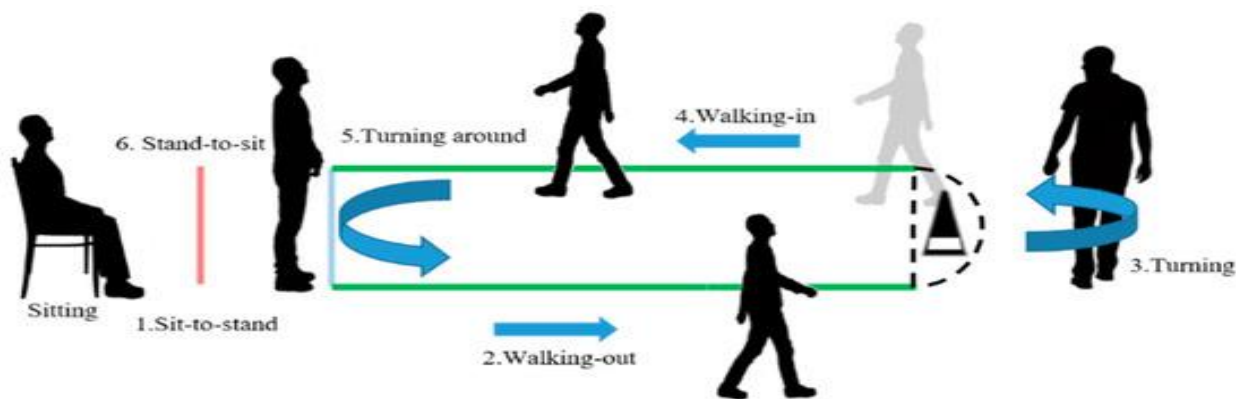 4.Walking-in
6. Stand-to-sit
5.Turning around
3.Turning
Sitting
1.Sit-to-stand
2.Walking-out